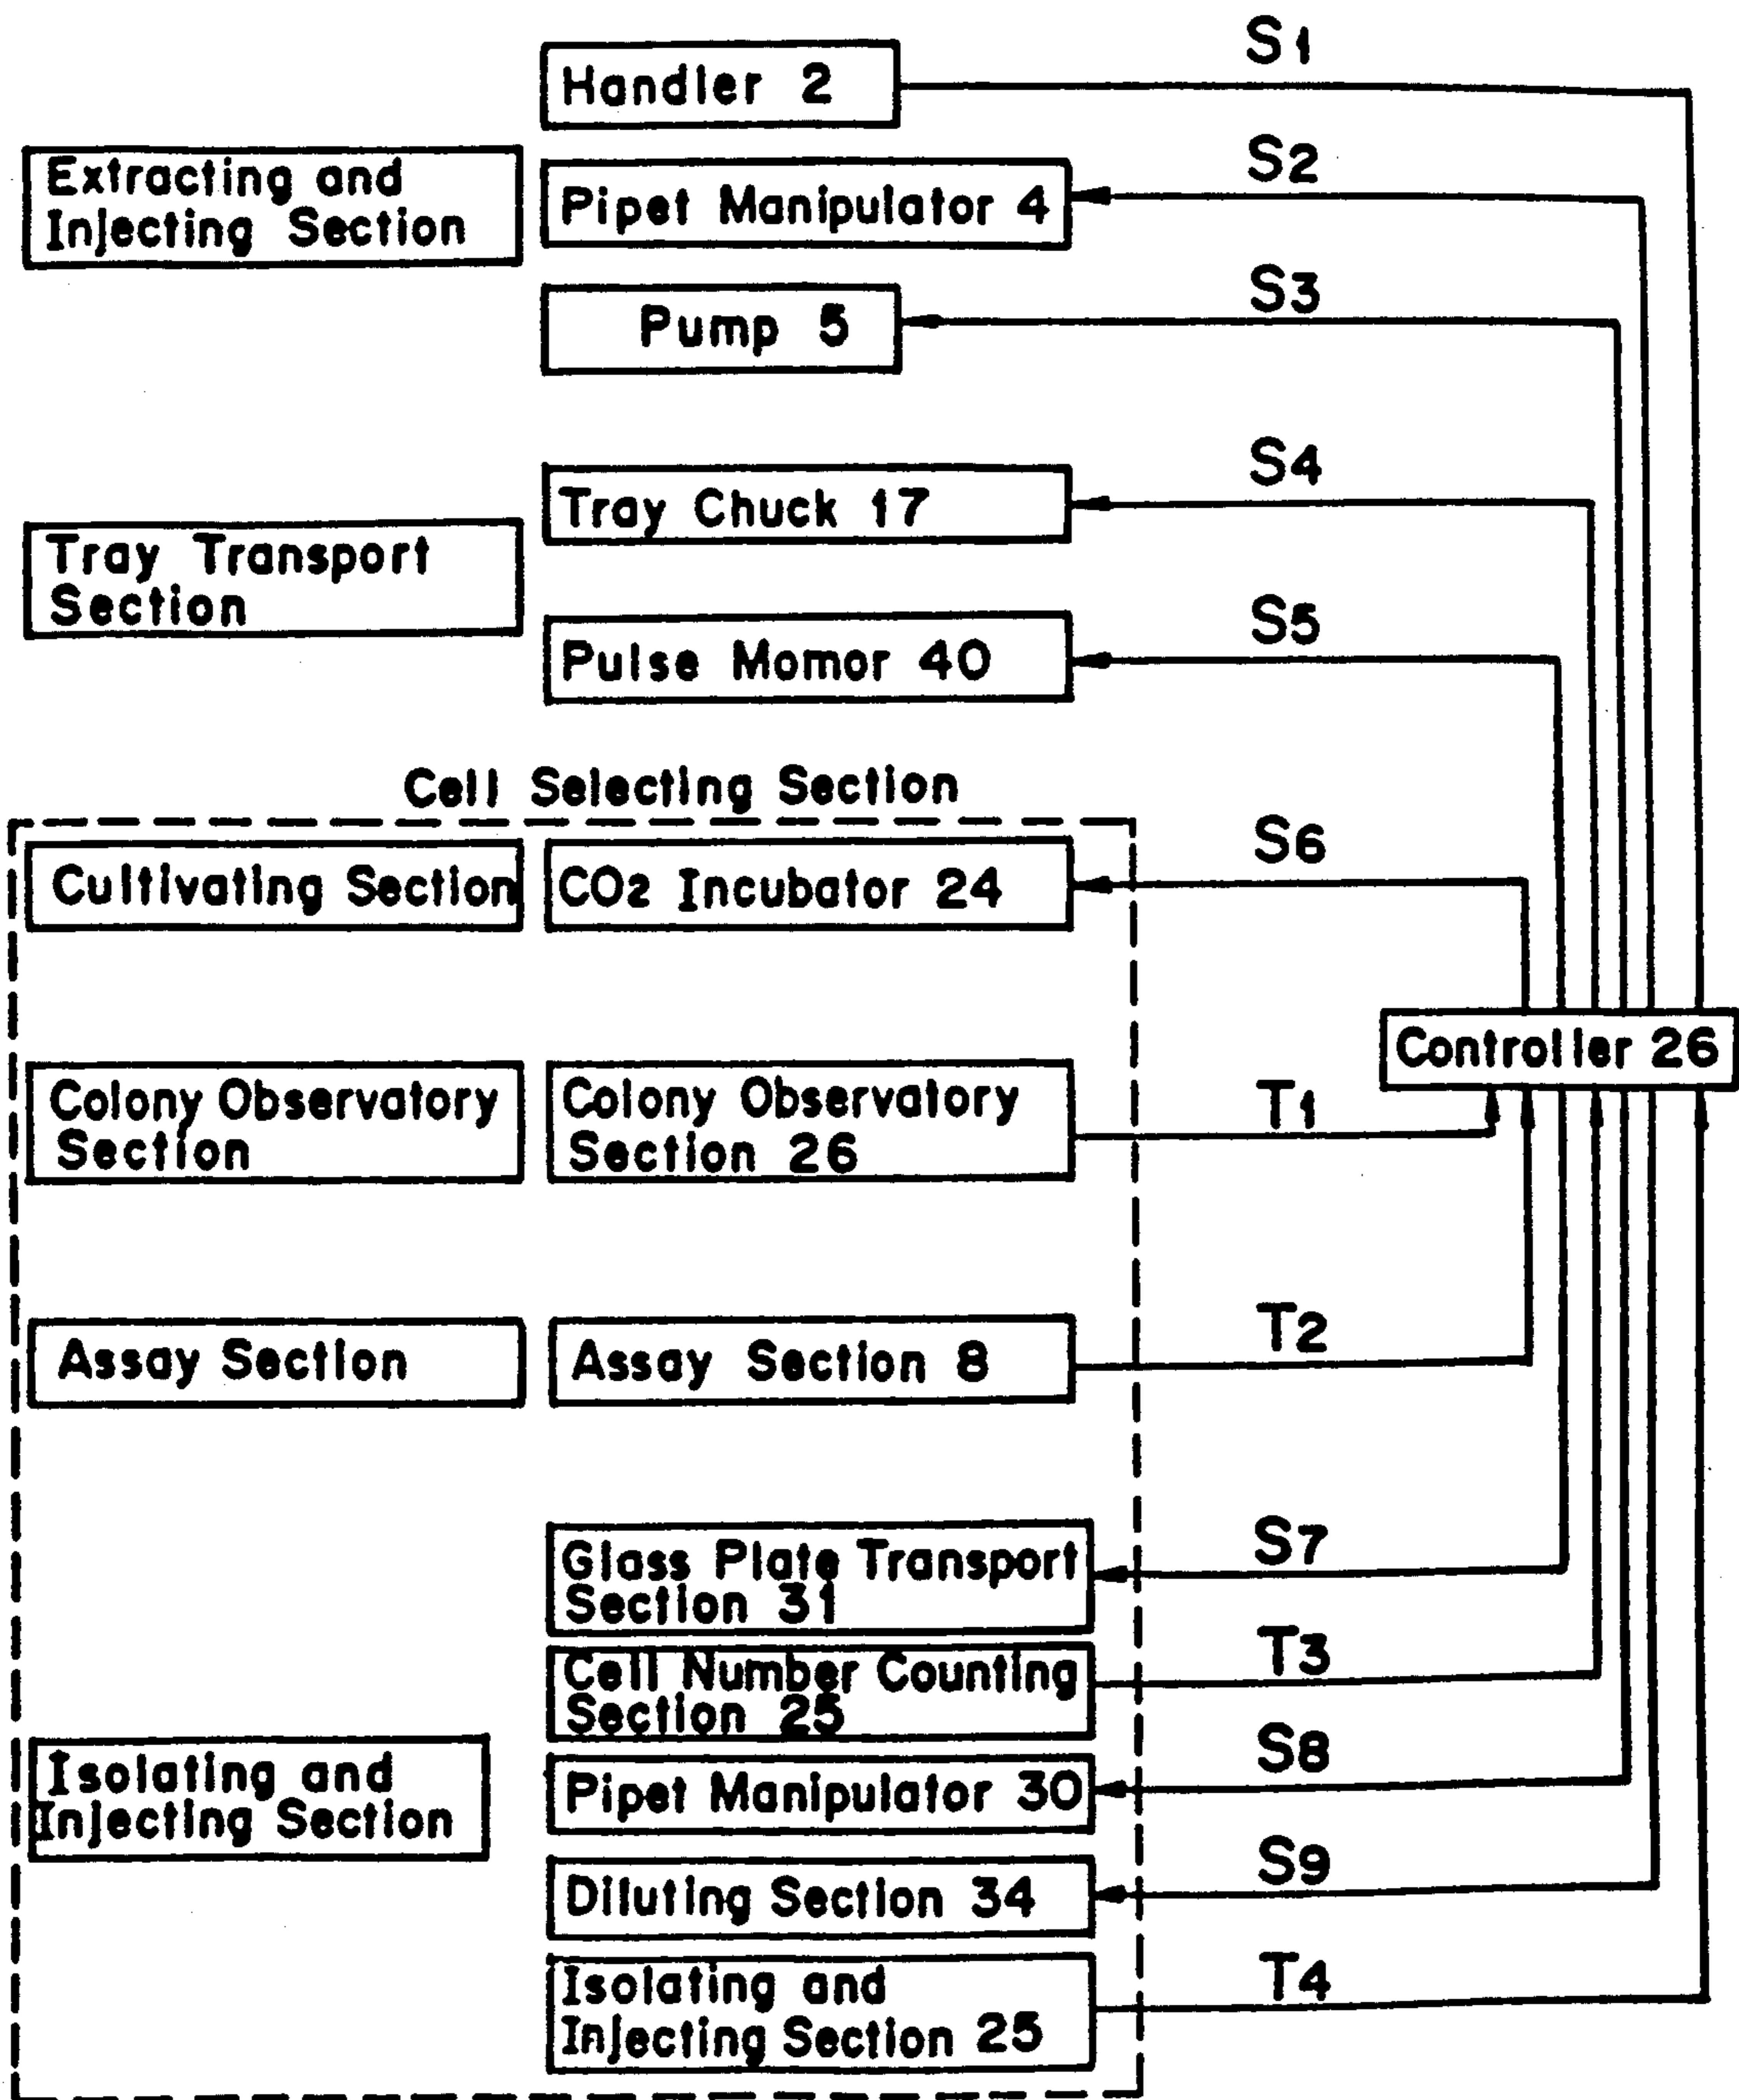 S1
Handler 2
Extracting and
Injecting Section
S2
Pipet Manipulator 4
S3
Pump 5
S4
Tray Chuck 17
Tray Transport
Section
S5
Pulse Momor 40
Cell Selecting Section
Cultivating Section
CO2 Incubator 24
S6
Controller 26
Colony Observatory
Section
Colony Observatory
Section 26
T1
Assay Section
Assay Section 8
T2
Glass Plate Transport
Section 31
S7
Cell Number Counting
Section 25
T3
Isolating and
Injecting Section
Pipet Manipulator 30
S8
Diluting Section 34
S9
Isolating and
Injecting Section 25
T4